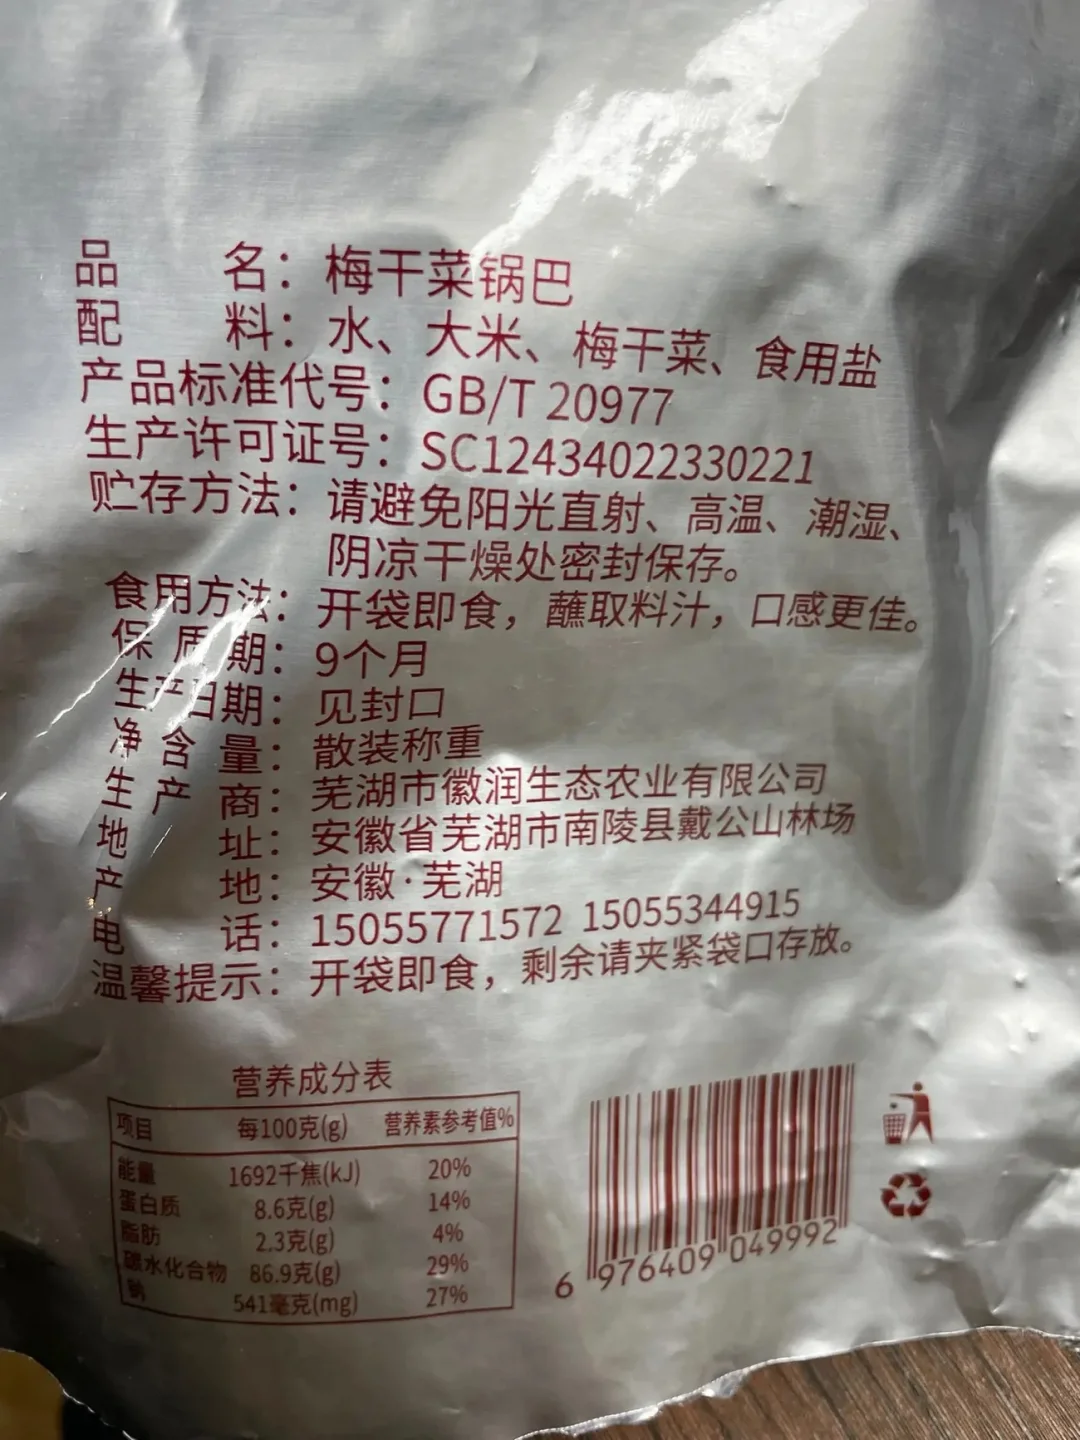 品 名：梅干菜锅巴
配 料：水、大米、梅干菜、食用盐
产品标准代号：GB/T 20977
生产许可证号：SC12434022330221
贮存方法：请避免阳光直射、高温、潮湿、
阴凉干燥处密封保存。
食用方法：开袋即食，蘸取料汁，口感更佳。
保 质 期：9个月
生产日期：见封口
净 含 量：散装称重
生 产 商：芜湖市徽润生态农业有限公司
地 址：安徽省芜湖市南陵县戴公山林场
产 地：安徽·芜湖
电 话：15055771572 15055344915
温馨提示：开袋即食，剩余请夹紧袋口存放。
营养成分表
项目 每100克(g) 营养素参考值%
能量 1692千焦(kJ) 20%
蛋白质 8.6克(g) 14%
脂肪 2.3克(g) 4%
碳水化合物 86.9克(g) 29%
钠 541毫克(mg) 27%
6 976409 049992